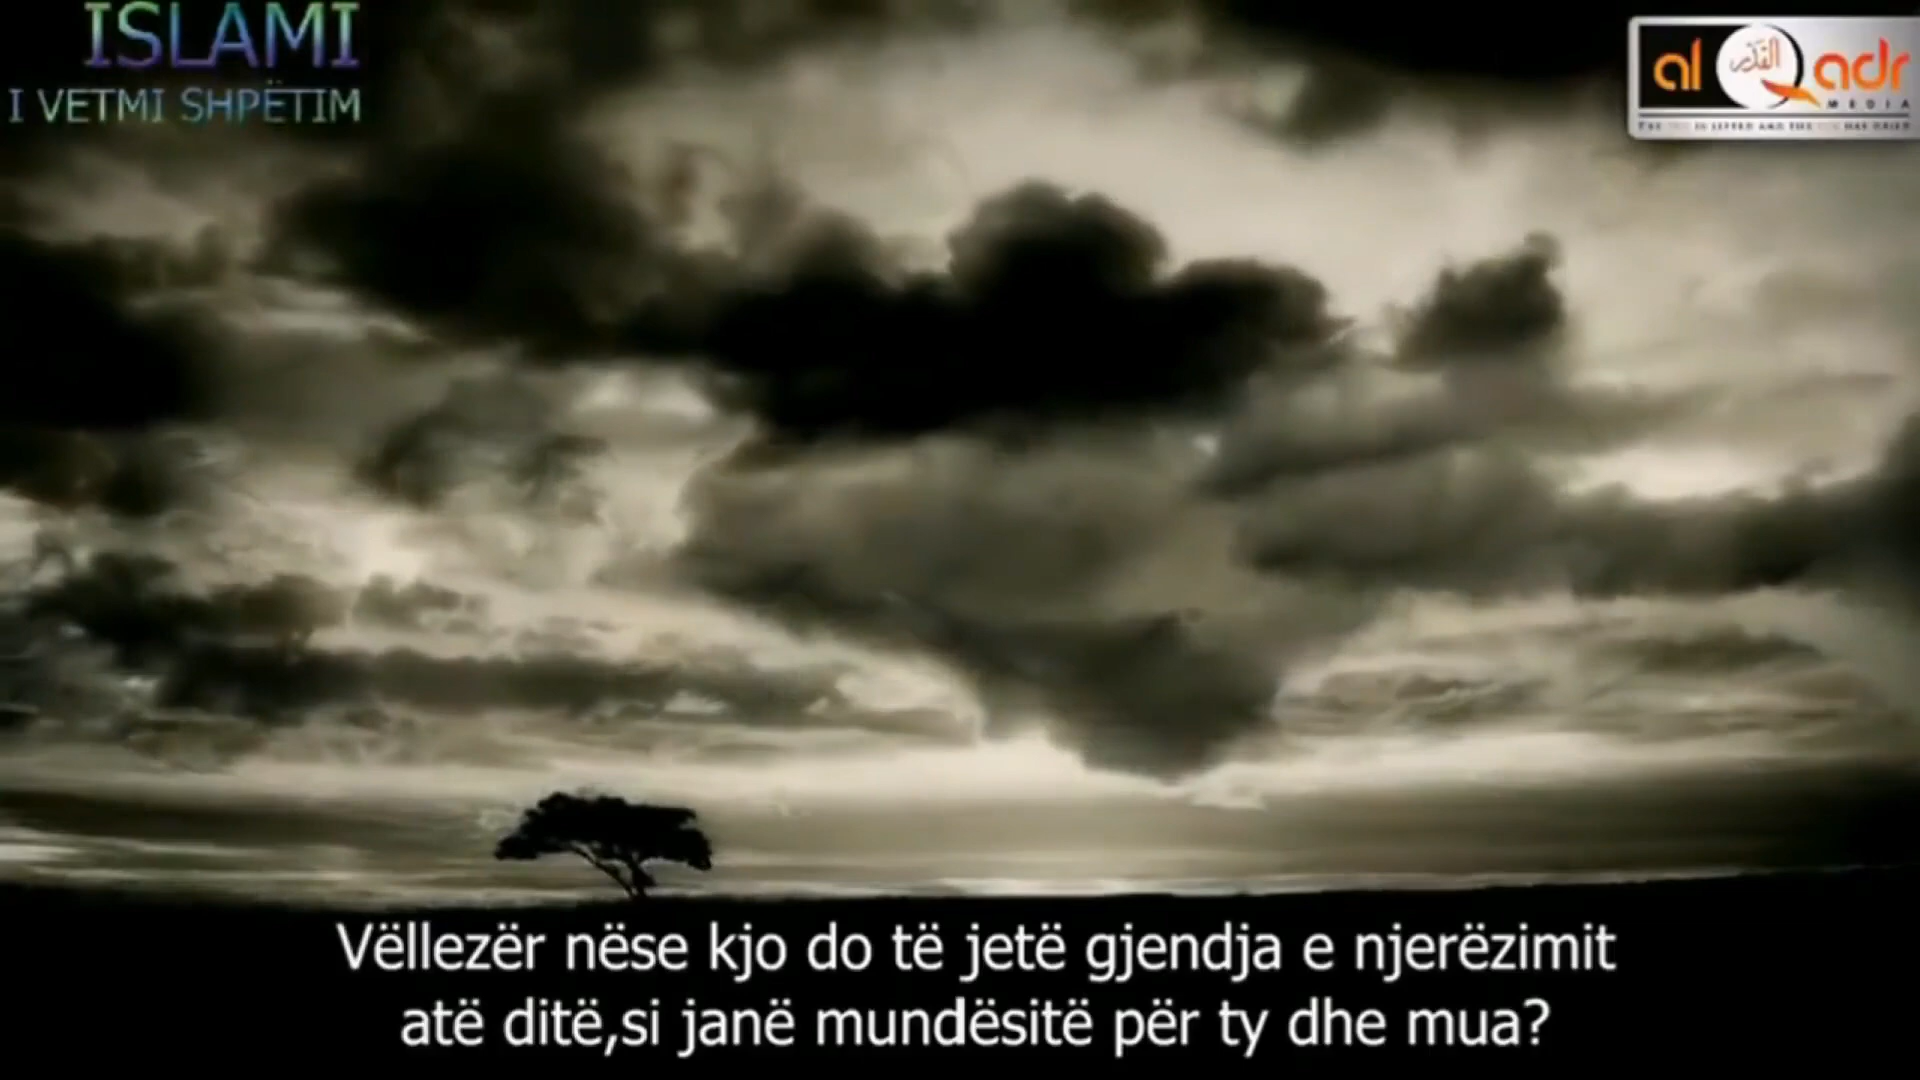 ISLAMI
I VETMI SHPËTIM
al Qadr
القدر
MEDIA
Vëllezër nëse kjo do të jetë gjendja e njerëzimit
atë ditë,si janë mundësitë për ty dhe mua?